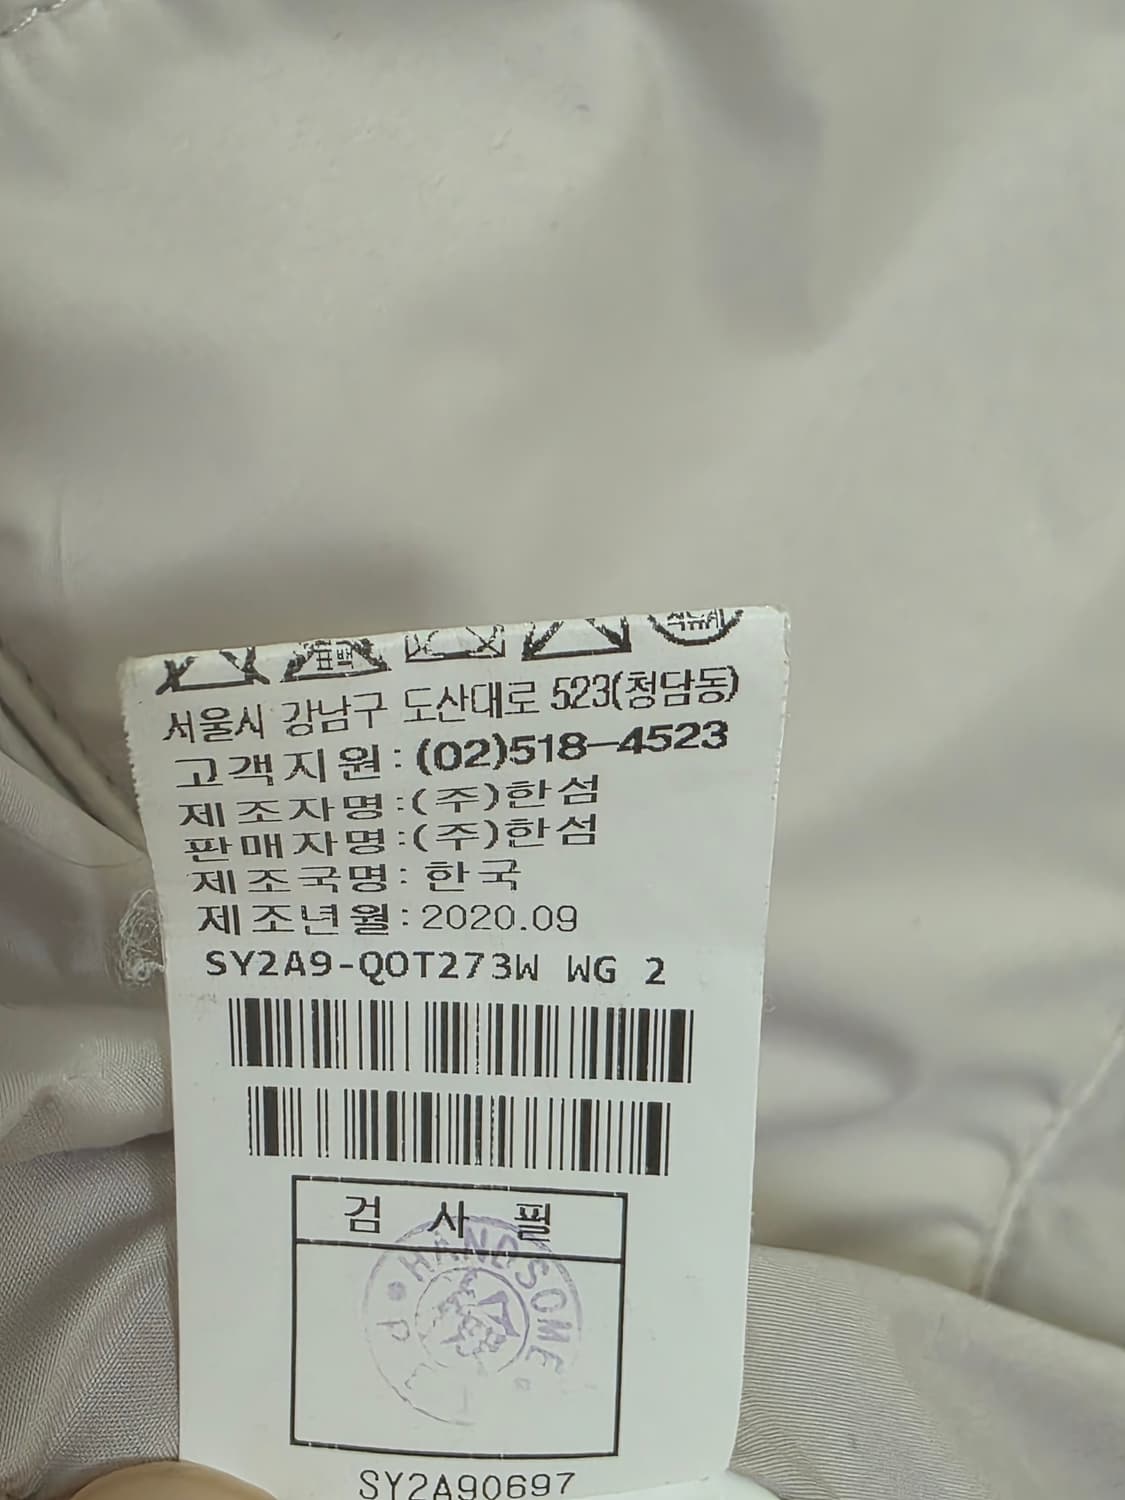 표백
서울시 강남구 도산대로 523(청담동)
고객지원:(02)518-4523
제조자명:(주)한섬
판매자명:(주)한섬
제조국명:한국
제조년월:2020.09
SY2A9-QOT273W WG 2
검 사 필
HANDSOME
SY2A90697